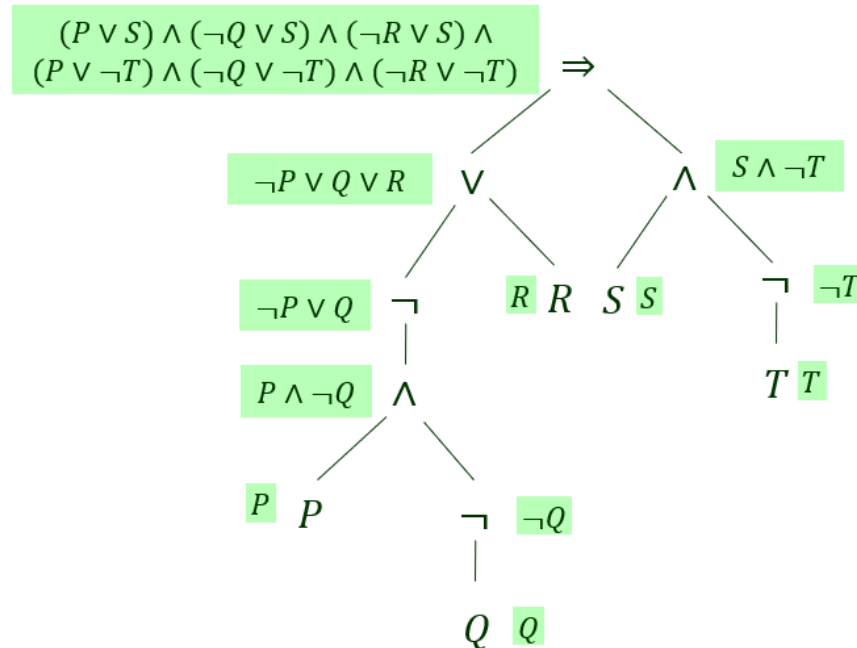 (P ∨ S) ∧ (¬Q ∨ S) ∧ (¬R ∨ S) ∧
(P ∨ ¬T) ∧ (¬Q ∨ ¬T) ∧ (¬R ∨ ¬T) ⇒
¬P ∨ Q ∨ R ∨ ∧ S ∧ ¬T
¬P ∨ Q ¬ R R S S ¬ ¬T
P ∧ ¬Q ∧ T T
P P ¬ ¬Q
Q Q